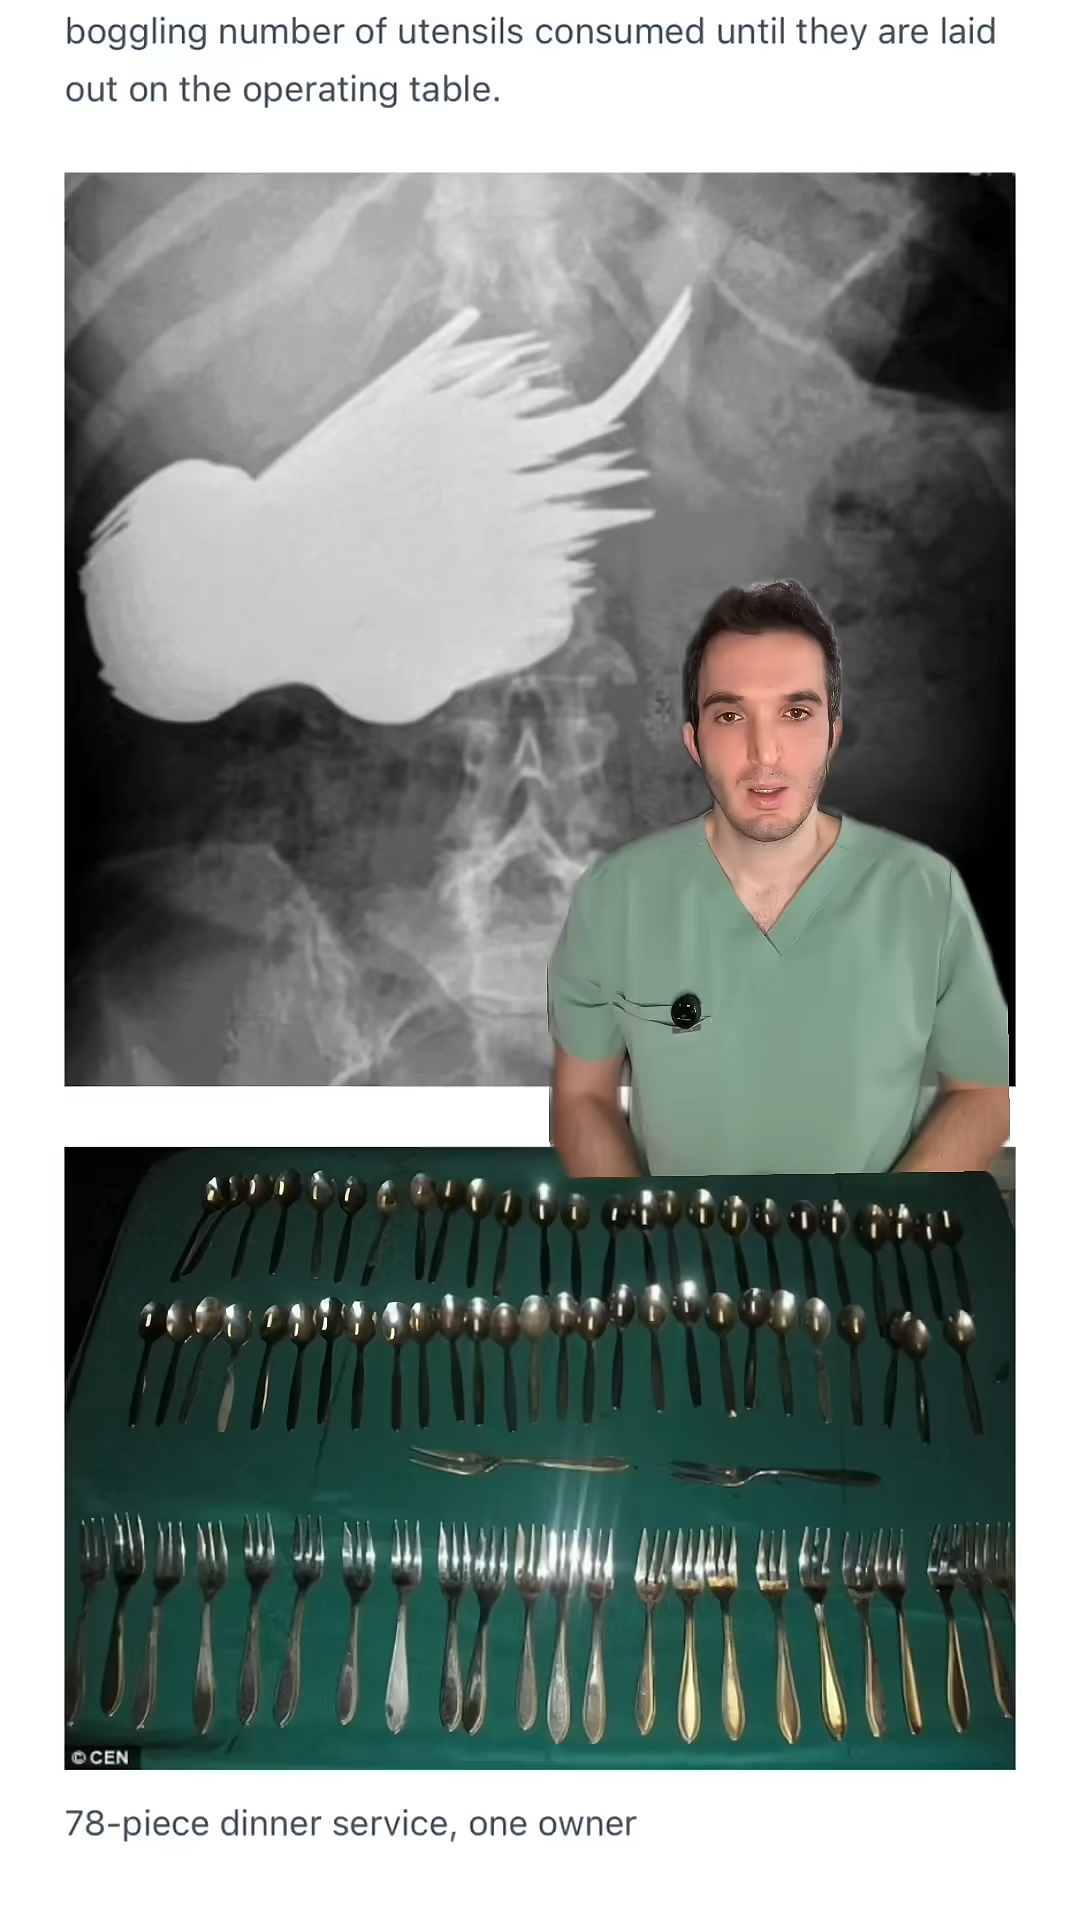 boggling number of utensils consumed until they are laid
out on the operating table.
© CEN
78-piece dinner service, one owner